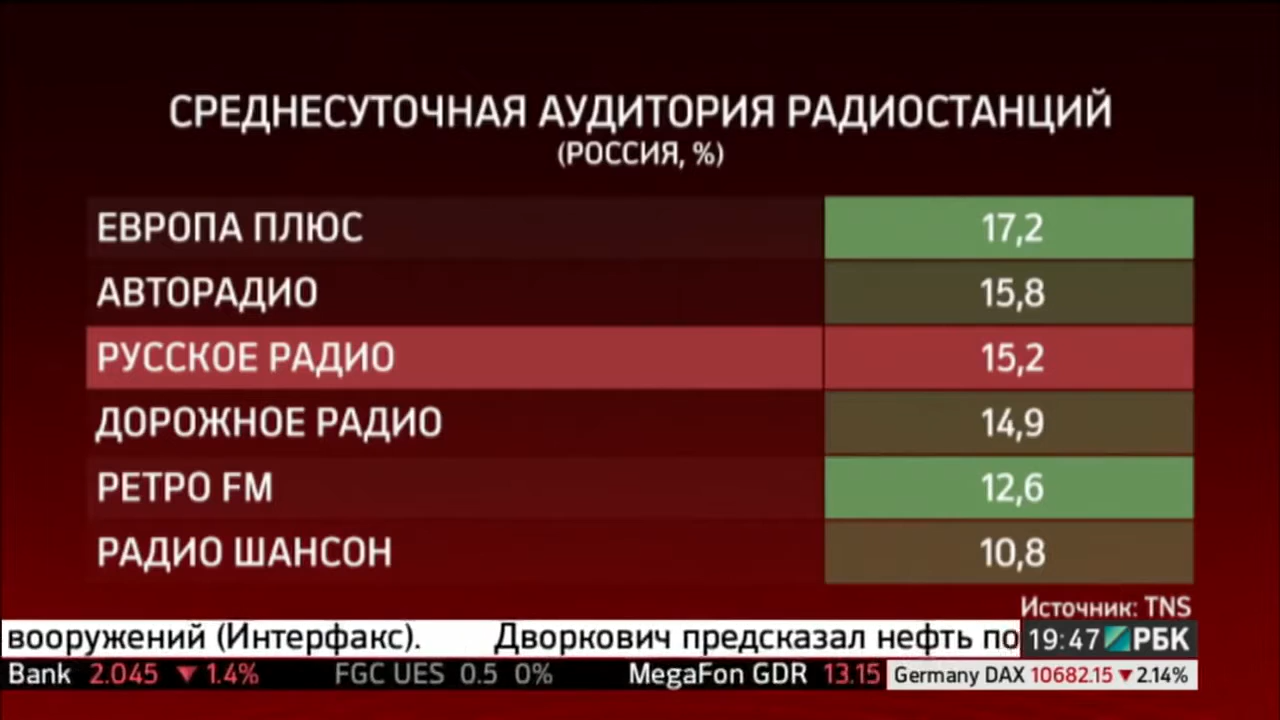 СРЕДНЕСУТОЧНАЯ АУДИТОРИЯ РАДИОСТАНЦИЙ
(РОССИЯ, %)
ЕВРОПА ПЛЮС 17,2
АВТОРАДИО 15,8
РУССКОЕ РАДИО 15,2
ДОРОЖНОЕ РАДИО 14,9
РЕТРО FM 12,6
РАДИО ШАНСОН 10,8
Источник: TNS
вооружений (Интерфакс). Дворкович предсказал нефть по 19:47 РБК
Bank 2.045 ▼ 1.4% FGC UES 0.5 0% MegaFon GDR 13.15 Germany DAX 10682.15 ▼ 2.14%